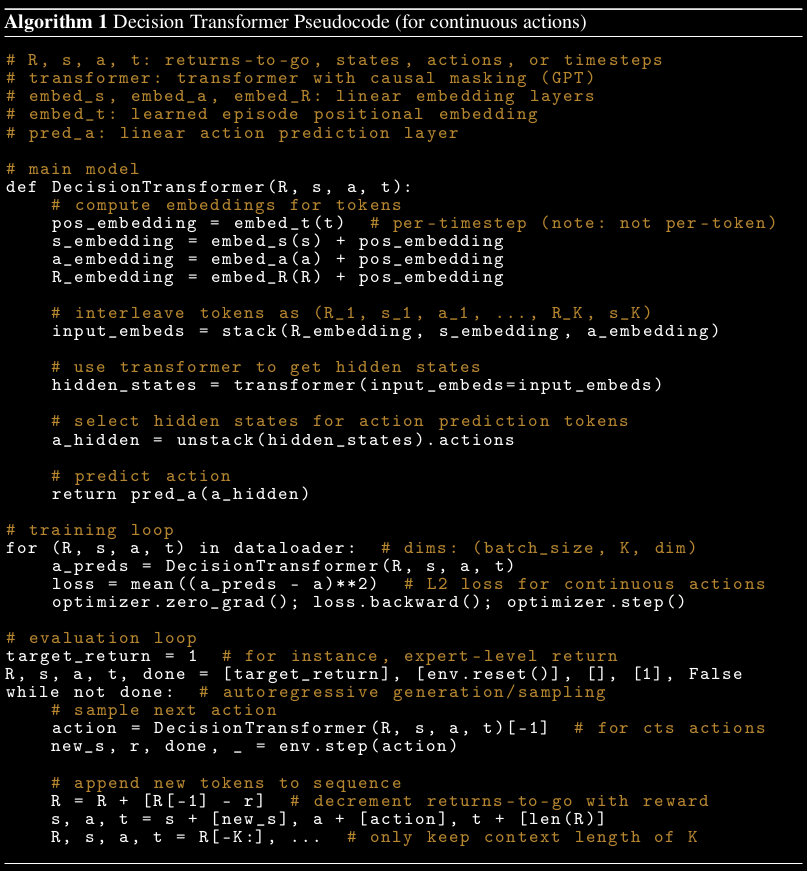 Algorithm 1 Decision Transformer Pseudocode (for continuous actions)
# R, s, a, t: returns-to-go, states, actions, or timesteps
# transformer: transformer with causal masking (GPT)
# embed_s, embed_a, embed_R: linear embedding layers
# embed_t: learned episode positional embedding
# pred_a: linear action prediction layer

# main model
def DecisionTransformer(R, s, a, t):
    # compute embeddings for tokens
    pos_embedding = embed_t(t)  # per-timestep (note: not per-token)
    s_embedding = embed_s(s) + pos_embedding
    a_embedding = embed_a(a) + pos_embedding
    R_embedding = embed_R(R) + pos_embedding

    # interleave tokens as (R_1, s_1, a_1, ..., R_K, s_K)
    input_embeds = stack(R_embedding, s_embedding, a_embedding)

    # use transformer to get hidden states
    hidden_states = transformer(input_embeds=input_embeds)

    # select hidden states for action prediction tokens
    a_hidden = unstack(hidden_states).actions

    # predict action
    return pred_a(a_hidden)

# training loop
for (R, s, a, t) in dataloader:  # dims: (batch_size, K, dim)
    a_preds = DecisionTransformer(R, s, a, t)
    loss = mean((a_preds - a)**2)  # L2 loss for continuous actions
    optimizer.zero_grad(); loss.backward(); optimizer.step()

# evaluation loop
target_return = 1  # for instance, expert-level return
R, s, a, t, done = [target_return], [env.reset()], [], [1], False
while not done:  # autoregressive generation/sampling
    # sample next action
    action = DecisionTransformer(R, s, a, t)[-1]  # for cts actions
    new_s, r, done, _ = env.step(action)

    # append new tokens to sequence
    R = R + [R[-1] - r]  # decrement returns-to-go with reward
    s, a, t = s + [new_s], a + [action], t + [len(R)]
    R, s, a, t = R[-K:], ...  # only keep context length of K